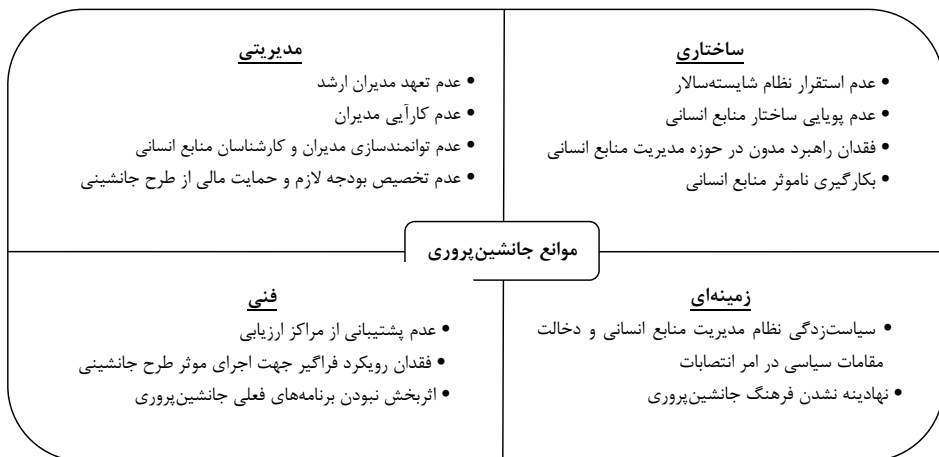 ساختاری
• عدم استقرار نظام شایسته‌سالار
• عدم پویایی ساختار منابع انسانی
• فقدان راهبرد مدون در حوزه مدیریت منابع انسانی
• بکارگیری ناموثر منابع انسانی
مدیریتی
• عدم تعهد مدیران ارشد
• عدم کارآیی مدیران
• عدم توانمندسازی مدیران و کارشناسان منابع انسانی
• عدم تخصیص بودجه لازم و حمایت مالی از طرح جانشینی
موانع جانشین‌پروری
زمینه‌ای
• سیاست‌زدگی نظام مدیریت منابع انسانی و دخالت
مقامات سیاسی در امر انتصابات
• نهادینه نشدن فرهنگ جانشین‌پروری
فنی
• عدم پشتیبانی از مراکز ارزیابی
• فقدان رویکرد فراگیر جهت اجرای موثر طرح جانشینی
• اثربخش نبودن برنامه‌های فعلی جانشین‌پروری